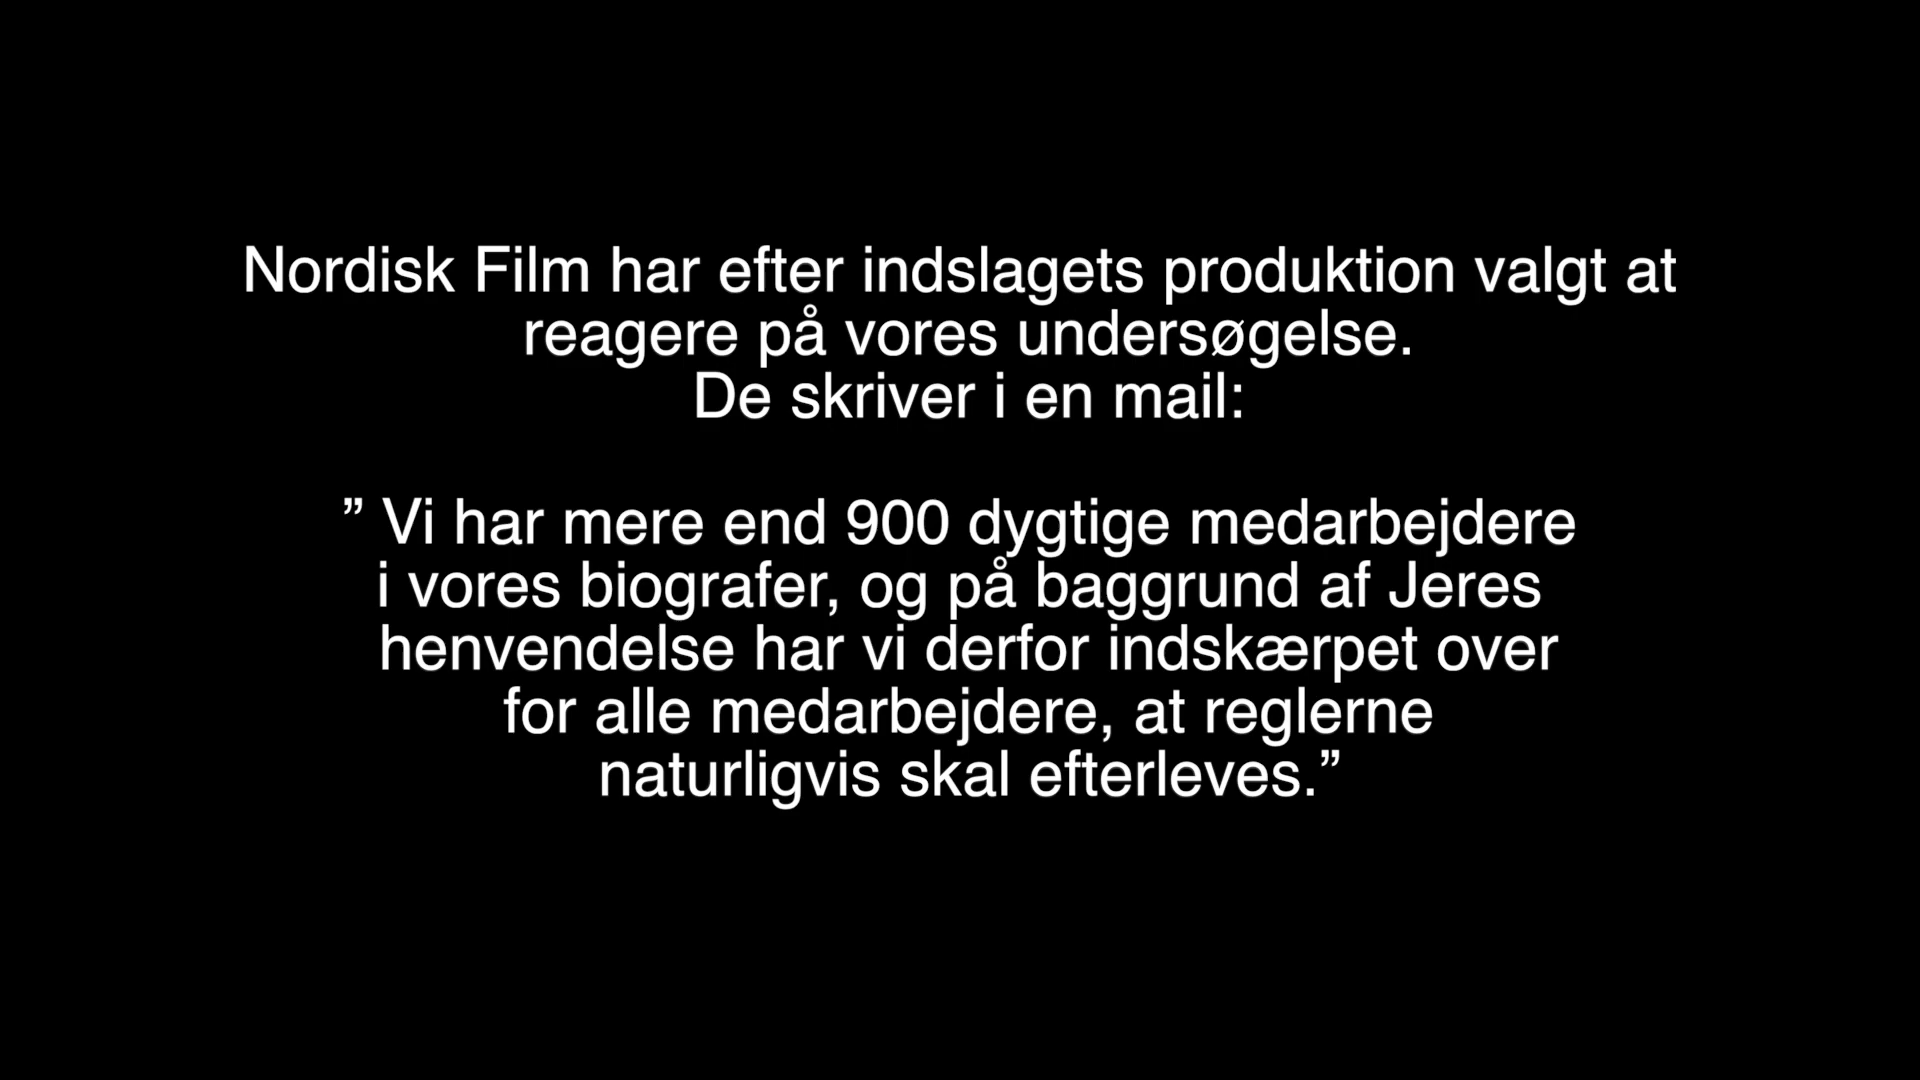 Nordisk Film har efter indslagets produktion valgt at
reagere på vores undersøgelse.
De skriver i en mail:
” Vi har mere end 900 dygtige medarbejdere
i vores biografer, og på baggrund af Jeres
henvendelse har vi derfor indskærpet over
for alle medarbejdere, at reglerne
naturligvis skal efterleves.”